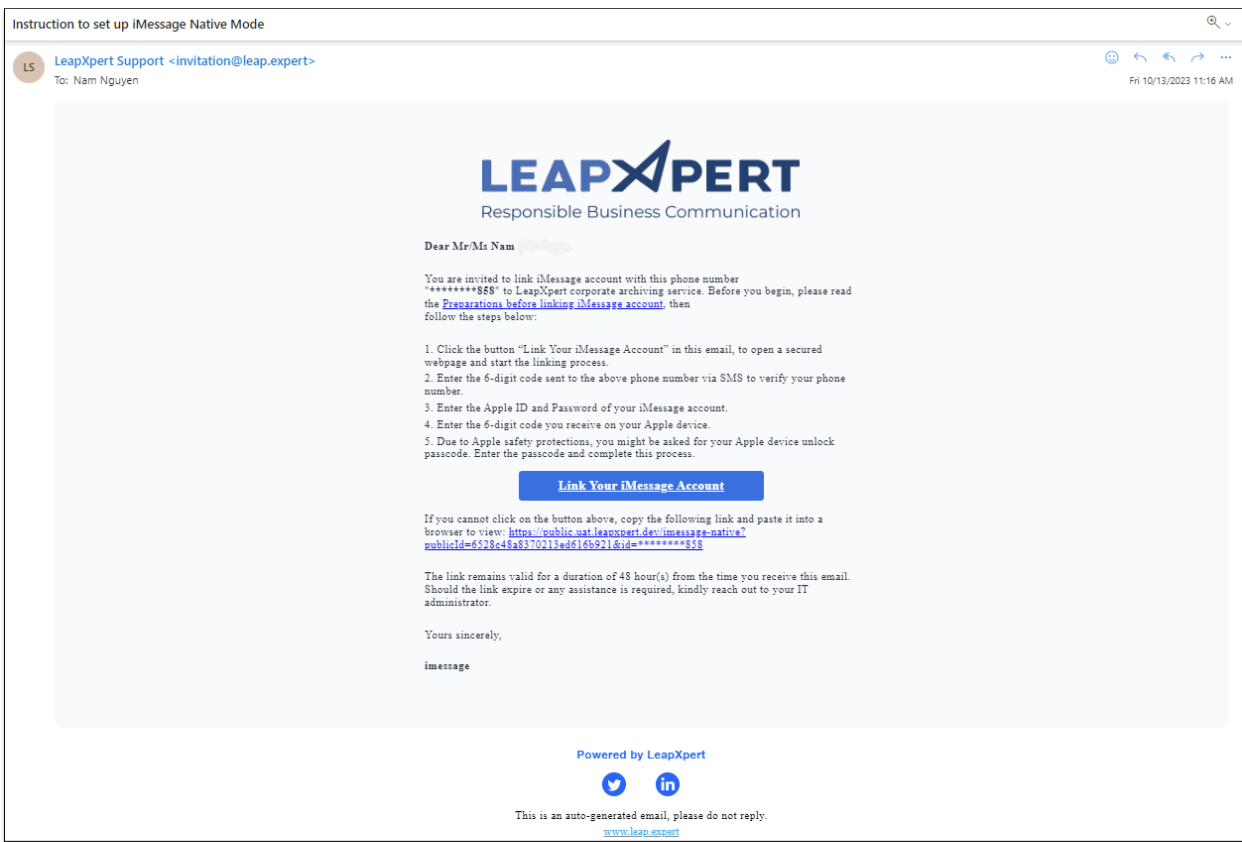 Instruction to set up iMessage Native Mode
LS
LeapXpert Support <invitation@leap.expert>
To: Nam Nguyen
Fri 10/13/2023 11:16 AM
LEAPXPERT
Responsible Business Communication
Dear Mr/Ms Nam
You are invited to link iMessage account with this phone number
"********858" to LeapXpert corporate archiving service. Before you begin, please read
the Preparations before linking iMessage account, then
follow the steps below:
1. Click the button “Link Your iMessage Account” in this email, to open a secured
webpage and start the linking process.
2. Enter the 6-digit code sent to the above phone number via SMS to verify your phone
number.
3. Enter the Apple ID and Password of your iMessage account.
4. Enter the 6-digit code you receive on your Apple device.
5. Due to Apple safety protections, you might be asked for your Apple device unlock
passcode. Enter the passcode and complete this process.
Link Your iMessage Account
If you cannot click on the button above, copy the following link and paste it into a
browser to view: https://public.uat.leapxpert.dev/imessage-native?
publicId=6528c48a8370213ed616b921&id=********858
The link remains valid for a duration of 48 hour(s) from the time you receive this email.
Should the link expire or any assistance is required, kindly reach out to your IT
administrator.
Yours sincerely,
imessage
Powered by LeapXpert
in
This is an auto-generated email, please do not reply.
www.leap.expert